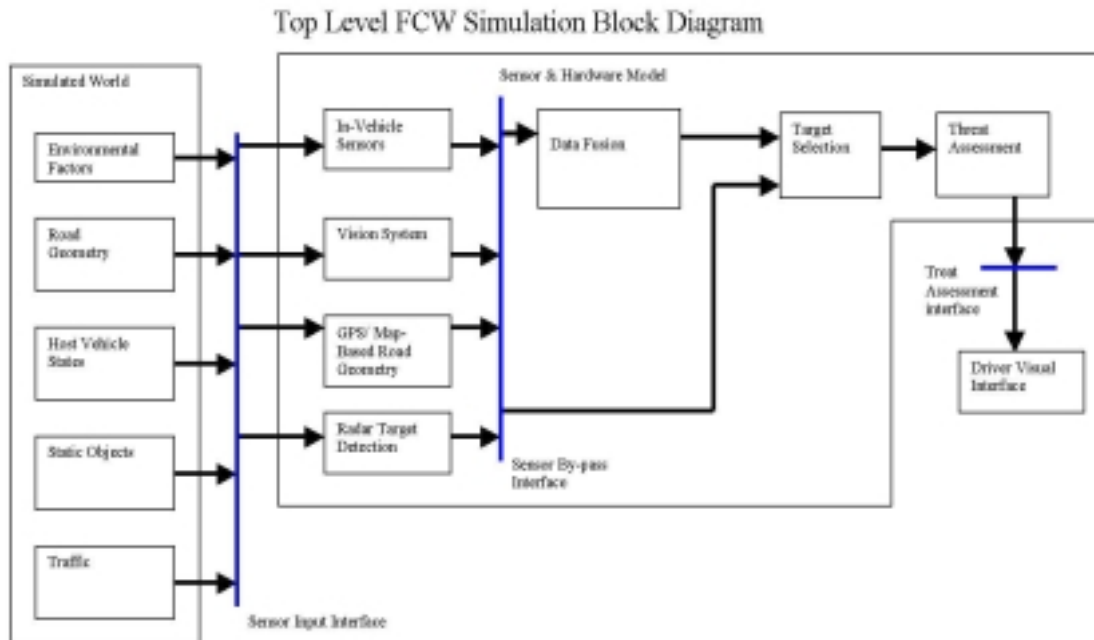 Top Level FCW Simulation Block Diagram
Simulated World
Environmental
Factors
Road
Geometry
Host Vehicle
States
Static Objects
Traffic
Sensor Input Interface
Sensor & Hardware Model
In-Vehicle
Sensors
Vision System
GPS/ Map-
Based Road
Geometry
Radar Target
Detection
Sensor By-pass
Interface
Data Fusion
Target
Selection
Threat
Assessment
Treat
Assessment
interface
Driver Visual
Interface